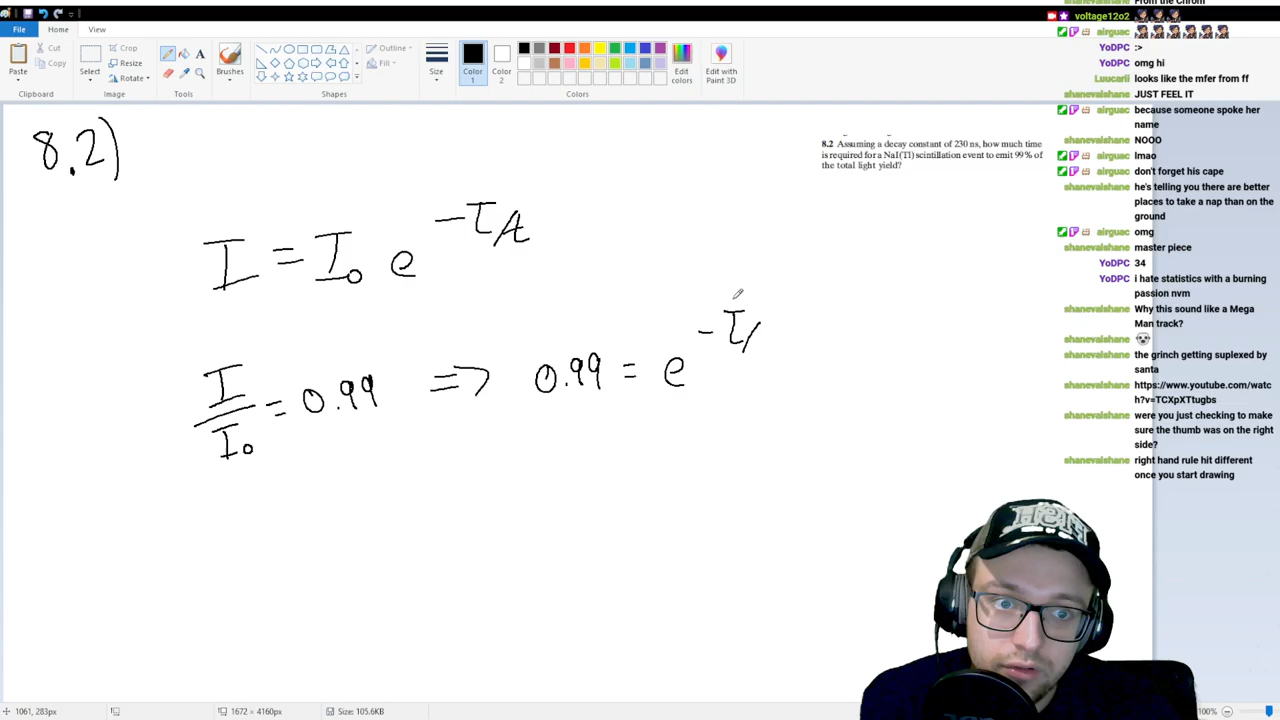 File Home View
Paste Cut Copy Clipboard
Select Crop Resize Rotate Image
Tools
Brushes
Outline Fill Shapes
Size
Color 1 Color 2 Edit colors Colors
Edit with Paint 3D
8.2)
8.2 Assuming a decay constant of 230 ns, how much time
is required for a NaI(Tl) scintillation event to emit 99% of
the total light yield?
I = I₀ e^-τ/t
I/I₀ = 0.99 => 0.99 = e^-τ/
From the Chrom
voltage12o2
airguac
YoDPC :>
YoDPC omg hi
Luucarii looks like the mfer from ff
shanevalshane JUST FEEL IT
airguac because someone spoke her
name
shanevalshane NOOO
airguac lmao
airguac don't forget his cape
shanevalshane he's telling you there are better
places to take a nap than on the
ground
airguac omg
shanevalshane master piece
YoDPC 34
YoDPC i hate statistics with a burning
passion nvm
shanevalshane Why this sound like a Mega
Man track?
shanevalshane
shanevalshane the grinch getting suplexed by
santa
shanevalshane https://www.youtube.com/watc
h?v=TCXpXTtugbs
shanevalshane were you just checking to make
sure the thumb was on the right
side?
shanevalshane right hand rule hit different
once you start drawing
1061, 283px 1672 × 4160px Size: 105.6KB 100%